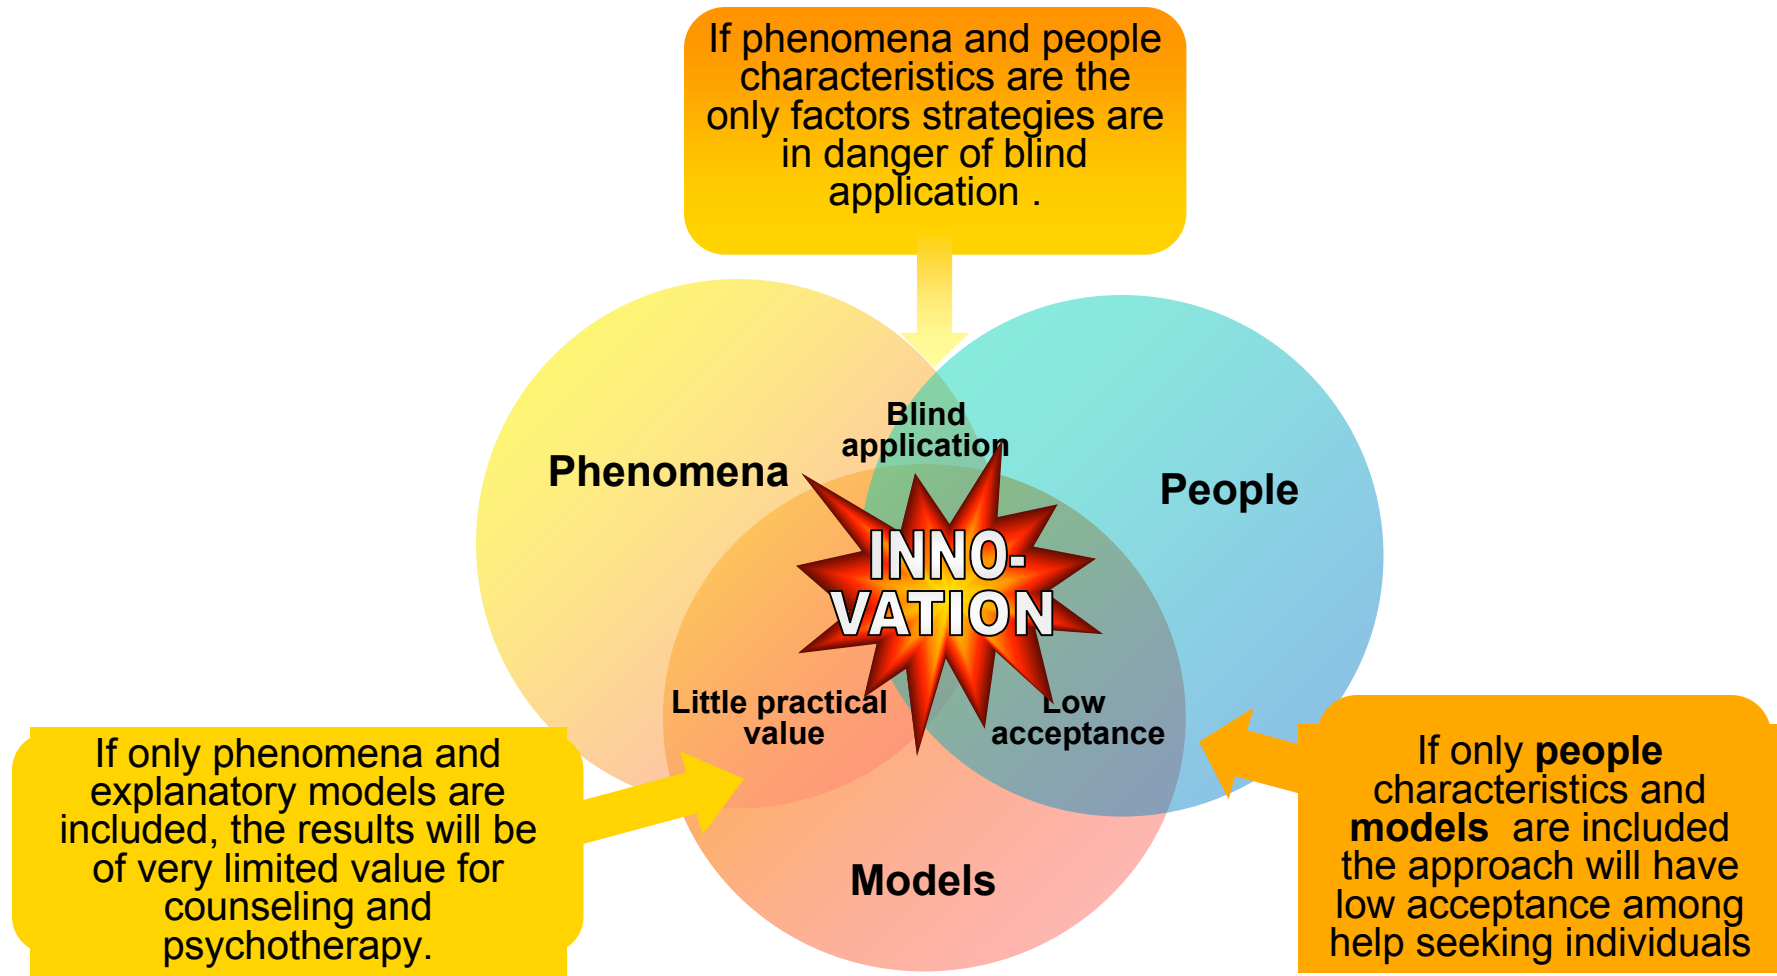 If phenomena and people
characteristics are the
only factors strategies are
in danger of blind
application .
Blind
application
Phenomena
People
INNO-
VATION
Little practical
value
Low
acceptance
If only phenomena and
explanatory models are
included, the results will be
of very limited value for
counseling and
psychotherapy.
Models
If only people
characteristics and
models  are included
the approach will have
low acceptance among
help seeking individuals